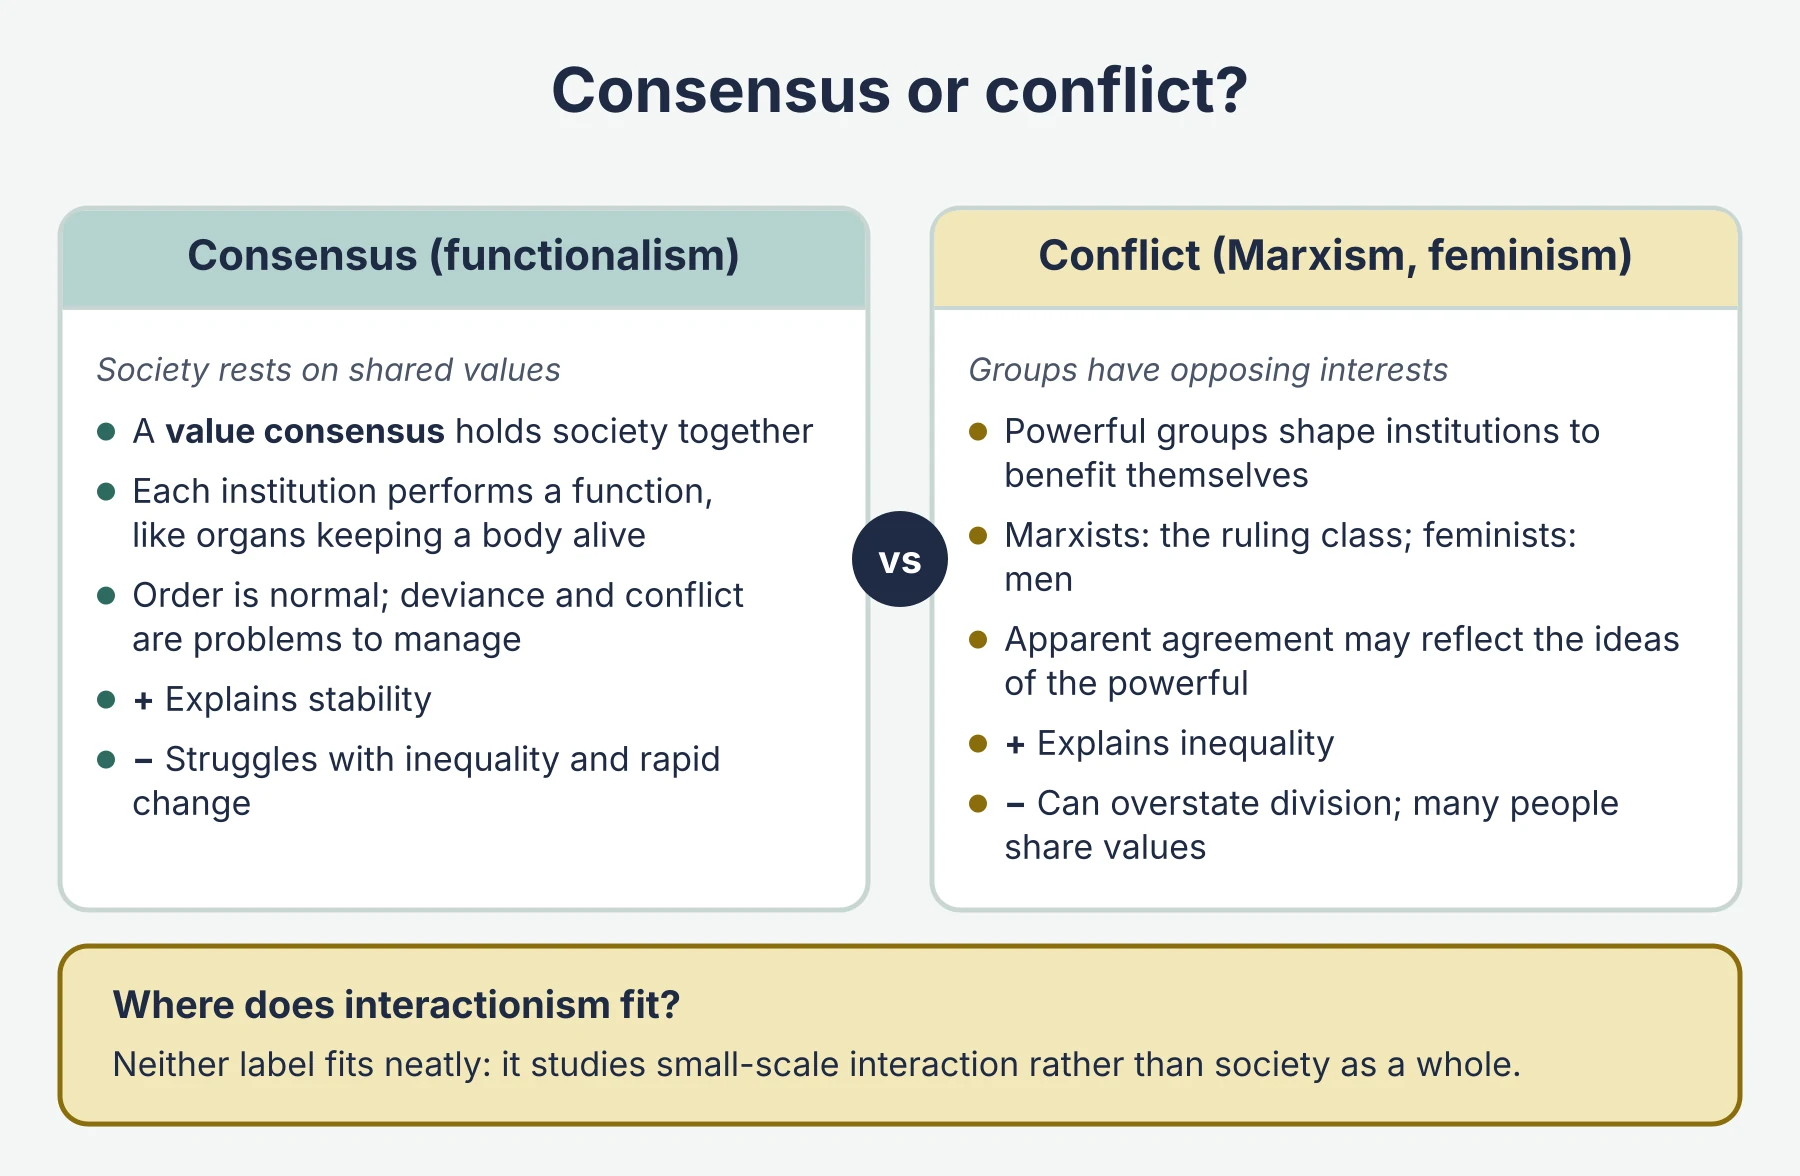 Consensus or conflict?
Consensus (functionalism)
Society rests on shared values
A value consensus holds society together
Each institution performs a function,
like organs keeping a body alive
Order is normal; deviance and conflict
are problems to manage
+ Explains stability
– Struggles with inequality and rapid
change
vs
Conflict (Marxism, feminism)
Groups have opposing interests
Powerful groups shape institutions to
benefit themselves
Marxists: the ruling class; feminists:
men
Apparent agreement may reflect the ideas
of the powerful
+ Explains inequality
– Can overstate division; many people
share values
Where does interactionism fit?
Neither label fits neatly: it studies small-scale interaction rather than society as a whole.